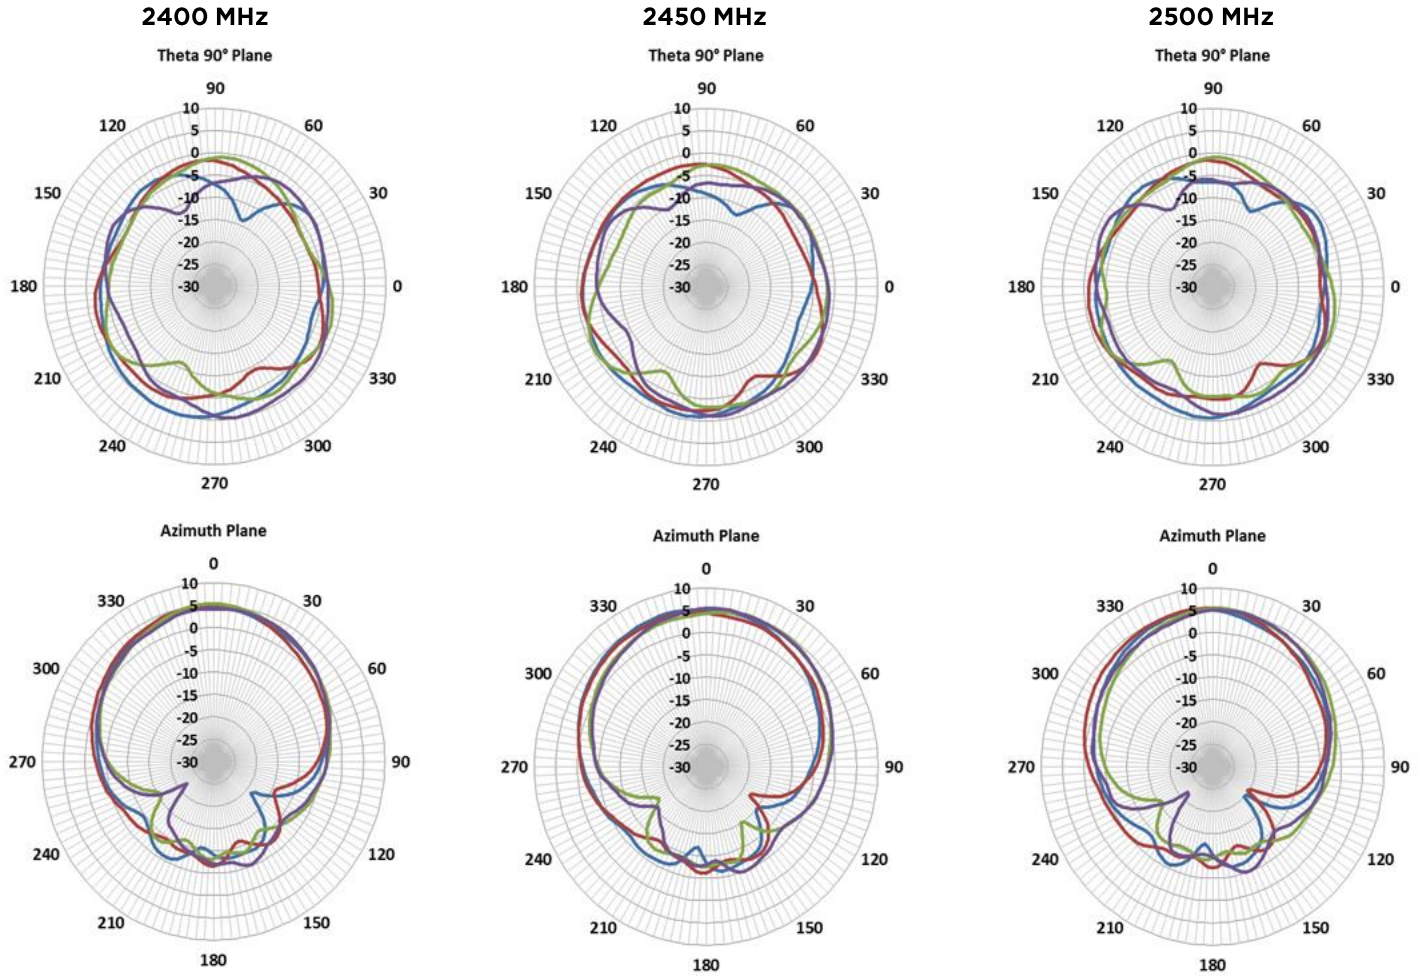 2400 MHz 2450 MHz 2500 MHz
Theta 90° Plane Theta 90° Plane Theta 90° Plane
90 90 90
10 10 10
120 5 60 120 5 60 120 5 60
0 0 0
-5 -5 -5
150 -10 30 150 -10 30 150 -10 30
-15 -15 -15
-20 -20 -20
-25 -25 -25
180 -30 0 180 -30 0 180 -30 0
210 330 210 330 210 330
240 300 240 300 240 300
270 270 270
Azimuth Plane Azimuth Plane Azimuth Plane
0 0 0
10 10 10
330 5 30 330 5 30 330 5 30
0 0 0
-5 -5 -5
300 -10 60 300 -10 60 300 -10 60
-15 -15 -15
-20 -20 -20
-25 -25 -25
270 -30 90 270 -30 90 270 -30 90
240 120 240 120 240 120
210 150 210 150 210 150
180 180 180